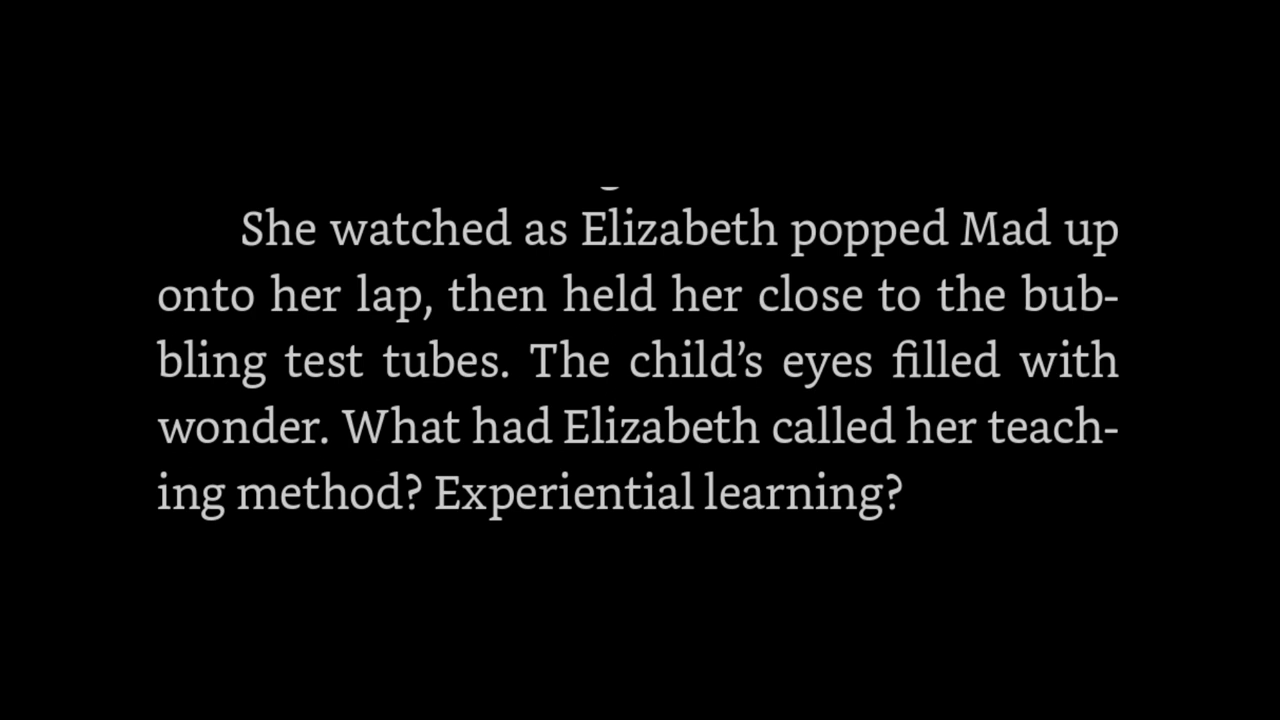 She watched as Elizabeth popped Mad up
onto her lap, then held her close to the bub-
bling test tubes. The child’s eyes filled with
wonder. What had Elizabeth called her teach-
ing method? Experiential learning?